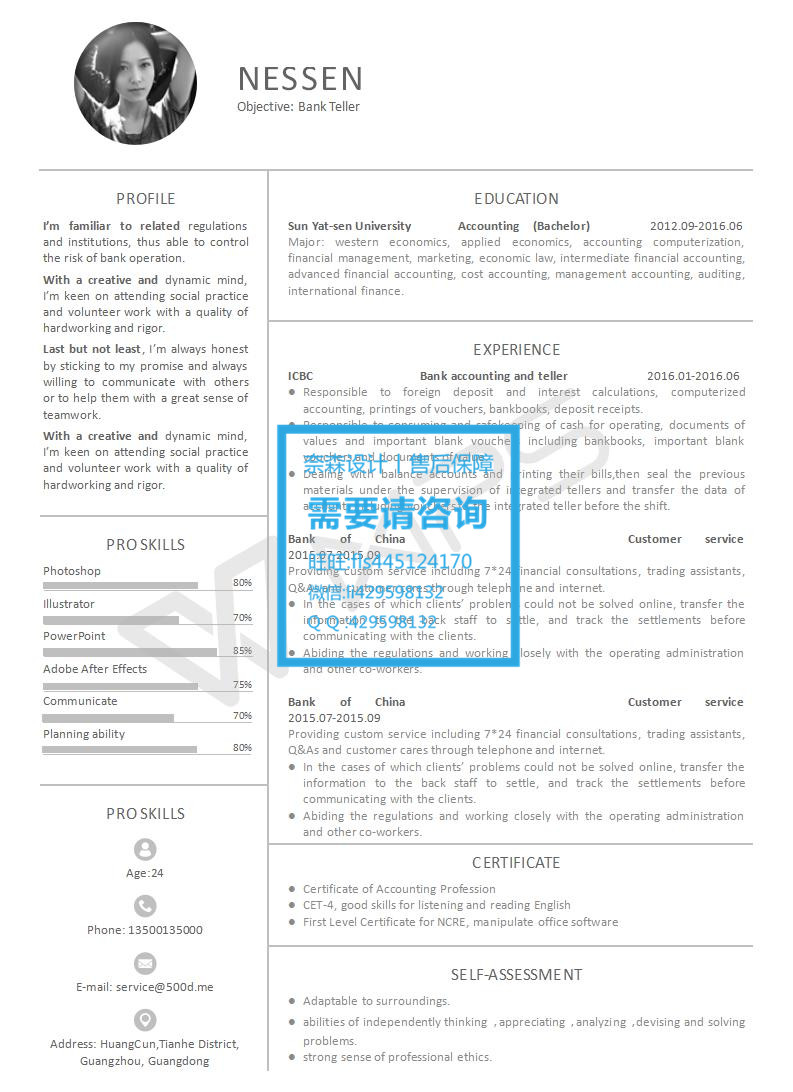 NESSEN
Objective: Bank Teller
PROFILE
I'm familiar to related regulations
and institutions, thus able to control
the risk of bank operation.
With a creative and dynamic mind,
I'm keen on attending social practice
and volunteer work with a quality of
hardworking and rigor.
Last but not least, I'm always honest
by sticking to my promise and always
willing to communicate with others
or to help them with a great sense of
teamwork.
With a creative and dynamic mind,
I'm keen on attending social practice
and volunteer work with a quality of
hardworking and rigor.
PRO SKILLS
Photoshop
80%
Illustrator
70%
PowerPoint
85%
Adobe After Effects
75%
Communicate
70%
Planning ability
80%
PRO SKILLS
Age:24
Phone: 13500135000
E-mail: service@500d.me
Address: HuangCun,Tianhe District,
Guangzhou, Guangdong
EDUCATION
Sun Yat-sen University Accounting (Bachelor) 2012.09-2016.06
Major: western economics, applied economics, accounting computerization,
financial management, marketing, economic law, intermediate financial accounting,
advanced financial accounting, cost accounting, management accounting, auditing,
international finance.
EXPERIENCE
ICBC Bank accounting and teller 2016.01-2016.06
● Responsible to foreign deposit and interest calculations, computerized
accounting, printings of vouchers, bankbooks, deposit receipts.
● Responsible to consuming and safekeeping of cash for operating, documents of
values and important blank vouche including bankbooks, important blank
vouchers and documents of value.
● Dealing with balance accounts and printing their bills,then seal the previous
materials under the supervision of integrated tellers and transfer the data of
to the integrated teller before the shift.
Bank of China Customer service
2015.07-2015.09
Providing custom service including 7*24 financial consultations, trading assistants,
Q&As and customer cares through telephone and internet.
● In the cases of which clients' problems could not be solved online, transfer the
information to the back staff to settle, and track the settlements before
communicating with the clients.
● Abiding the regulations and working closely with the operating administration
and other co-workers.
奈森设计丨售后保障
需要请咨询
旺旺:lls445124170
微信:ll429598132
Q Q :429598132
Bank of China Customer service
2015.07-2015.09
Providing custom service including 7*24 financial consultations, trading assistants,
Q&As and customer cares through telephone and internet.
● In the cases of which clients' problems could not be solved online, transfer the
information to the back staff to settle, and track the settlements before
communicating with the clients.
● Abiding the regulations and working closely with the operating administration
and other co-workers.
CERTIFICATE
● Certificate of Accounting Profession
● CET-4, good skills for listening and reading English
● First Level Certificate for NCRE, manipulate office software
SELF-ASSESSMENT
● Adaptable to surroundings.
● abilities of independently thinking ,appreciating ,analyzing ,devising and solving
problems.
● strong sense of professional ethics.